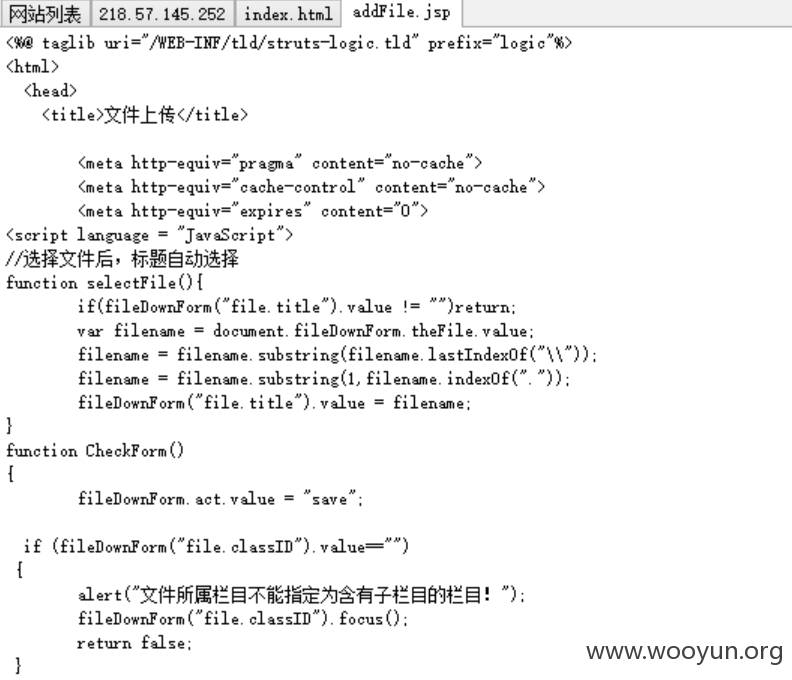 网站列表 218.57.145.252 index.html addFile.jsp
<%@ taglib uri="/WEB-INF/tld/struts-logic.tld" prefix="logic"%>
<html>
<head>
<title>文件上传</title>
<meta http-equiv="pragma" content="no-cache">
<meta http-equiv="cache-control" content="no-cache">
<meta http-equiv="expires" content="0">
<script language = "JavaScript">
//选择文件后，标题自动选择
function selectFile(){
if(fileDownForm("file.title").value != "")return;
var filename = document.fileDownForm.theFile.value;
filename = filename.substring(filename.lastIndexOf("\\"));
filename = filename.substring(1,filename.indexOf("."));
fileDownForm("file.title").value = filename;
}
function CheckForm()
{
fileDownForm.act.value = "save";
if (fileDownForm("file.classID").value=="")
{
alert("文件所属栏目不能指定为含有子栏目的栏目！");
fileDownForm("file.classID").focus();
return false;
}
www.wooyun.org